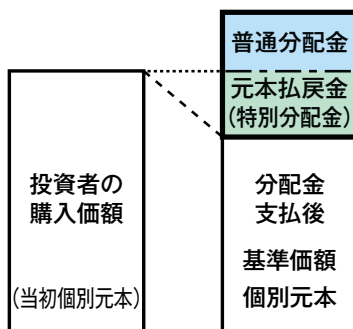 普通分配金
元本払戻金
(特別分配金)
投資者の
購入価額
(当初個別元本)
分配金
支払後
基準価額
個別元本